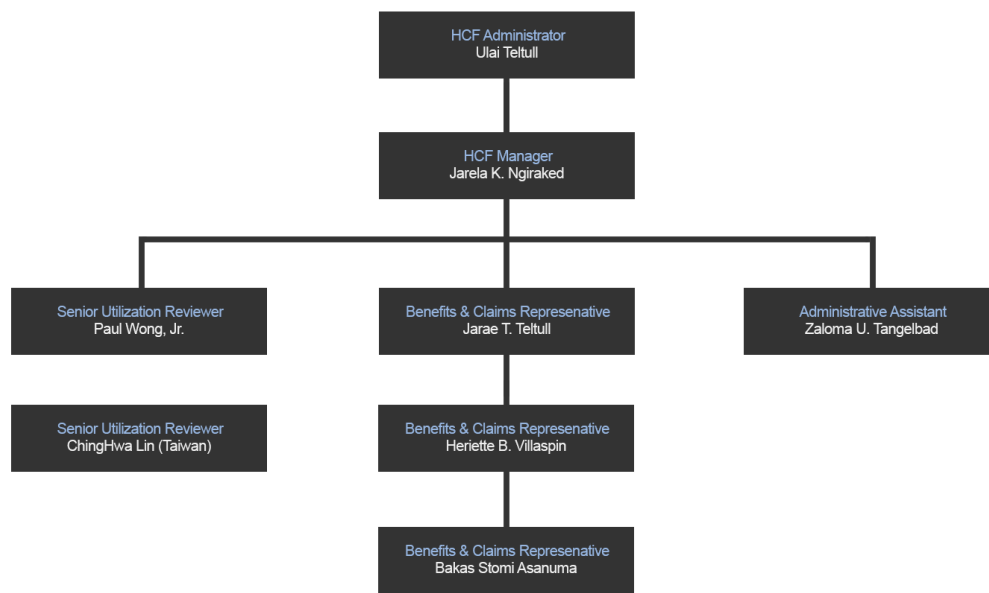 HCF Administrator
Ulai Teltull
HCF Manager
Jarela K. Ngiraked
Senior Utilization Reviewer
Paul Wong, Jr.
Benefits & Claims Represenative
Jarae T. Teltull
Administrative Assistant
Zaloma U. Tangelbad
Senior Utilization Reviewer
ChingHwa Lin (Taiwan)
Benefits & Claims Represenative
Heriette B. Villaspin
Benefits & Claims Represenative
Bakas Stomi Asanuma